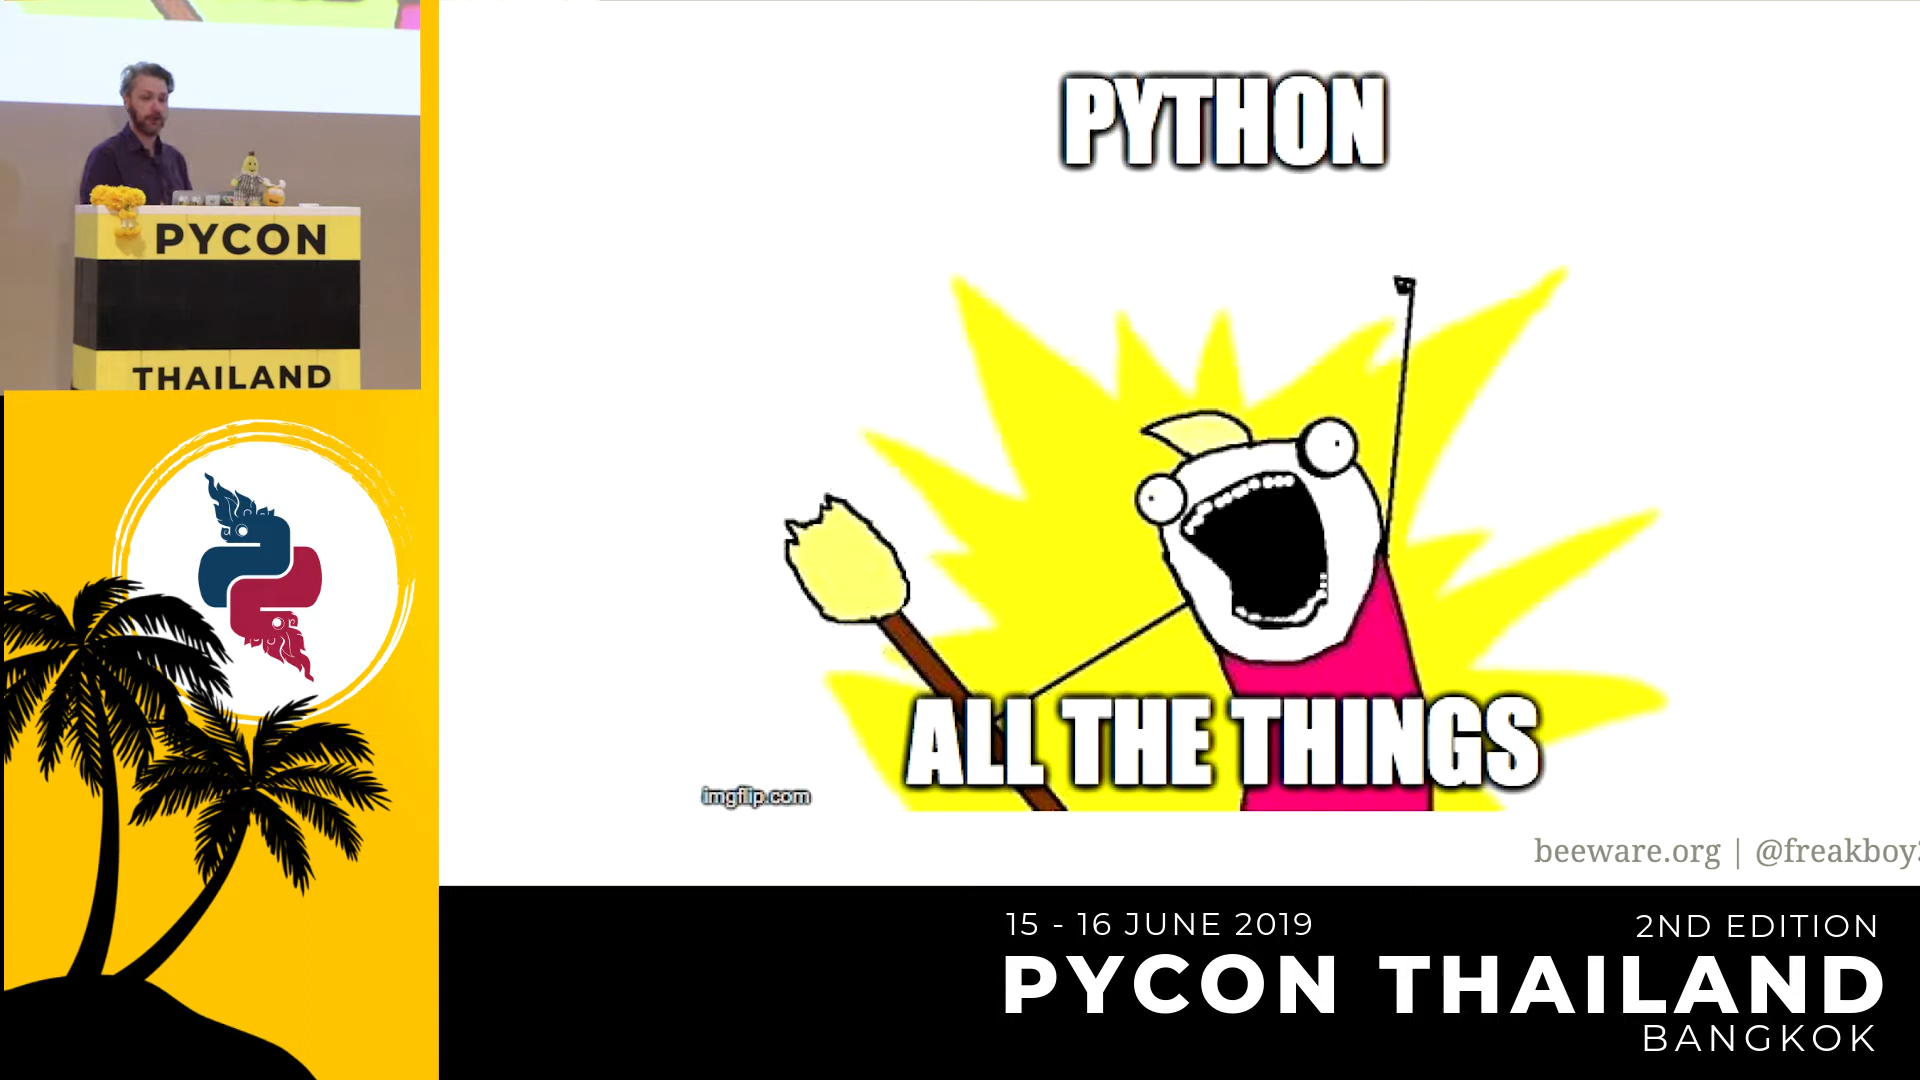 PYCON
THAILAND
PYTHON
ALL THE THINGS
imgflip.com
beeware.org | @freakboy
15 - 16 JUNE 2019
2ND EDITION
PYCON THAILAND
BANGKOK